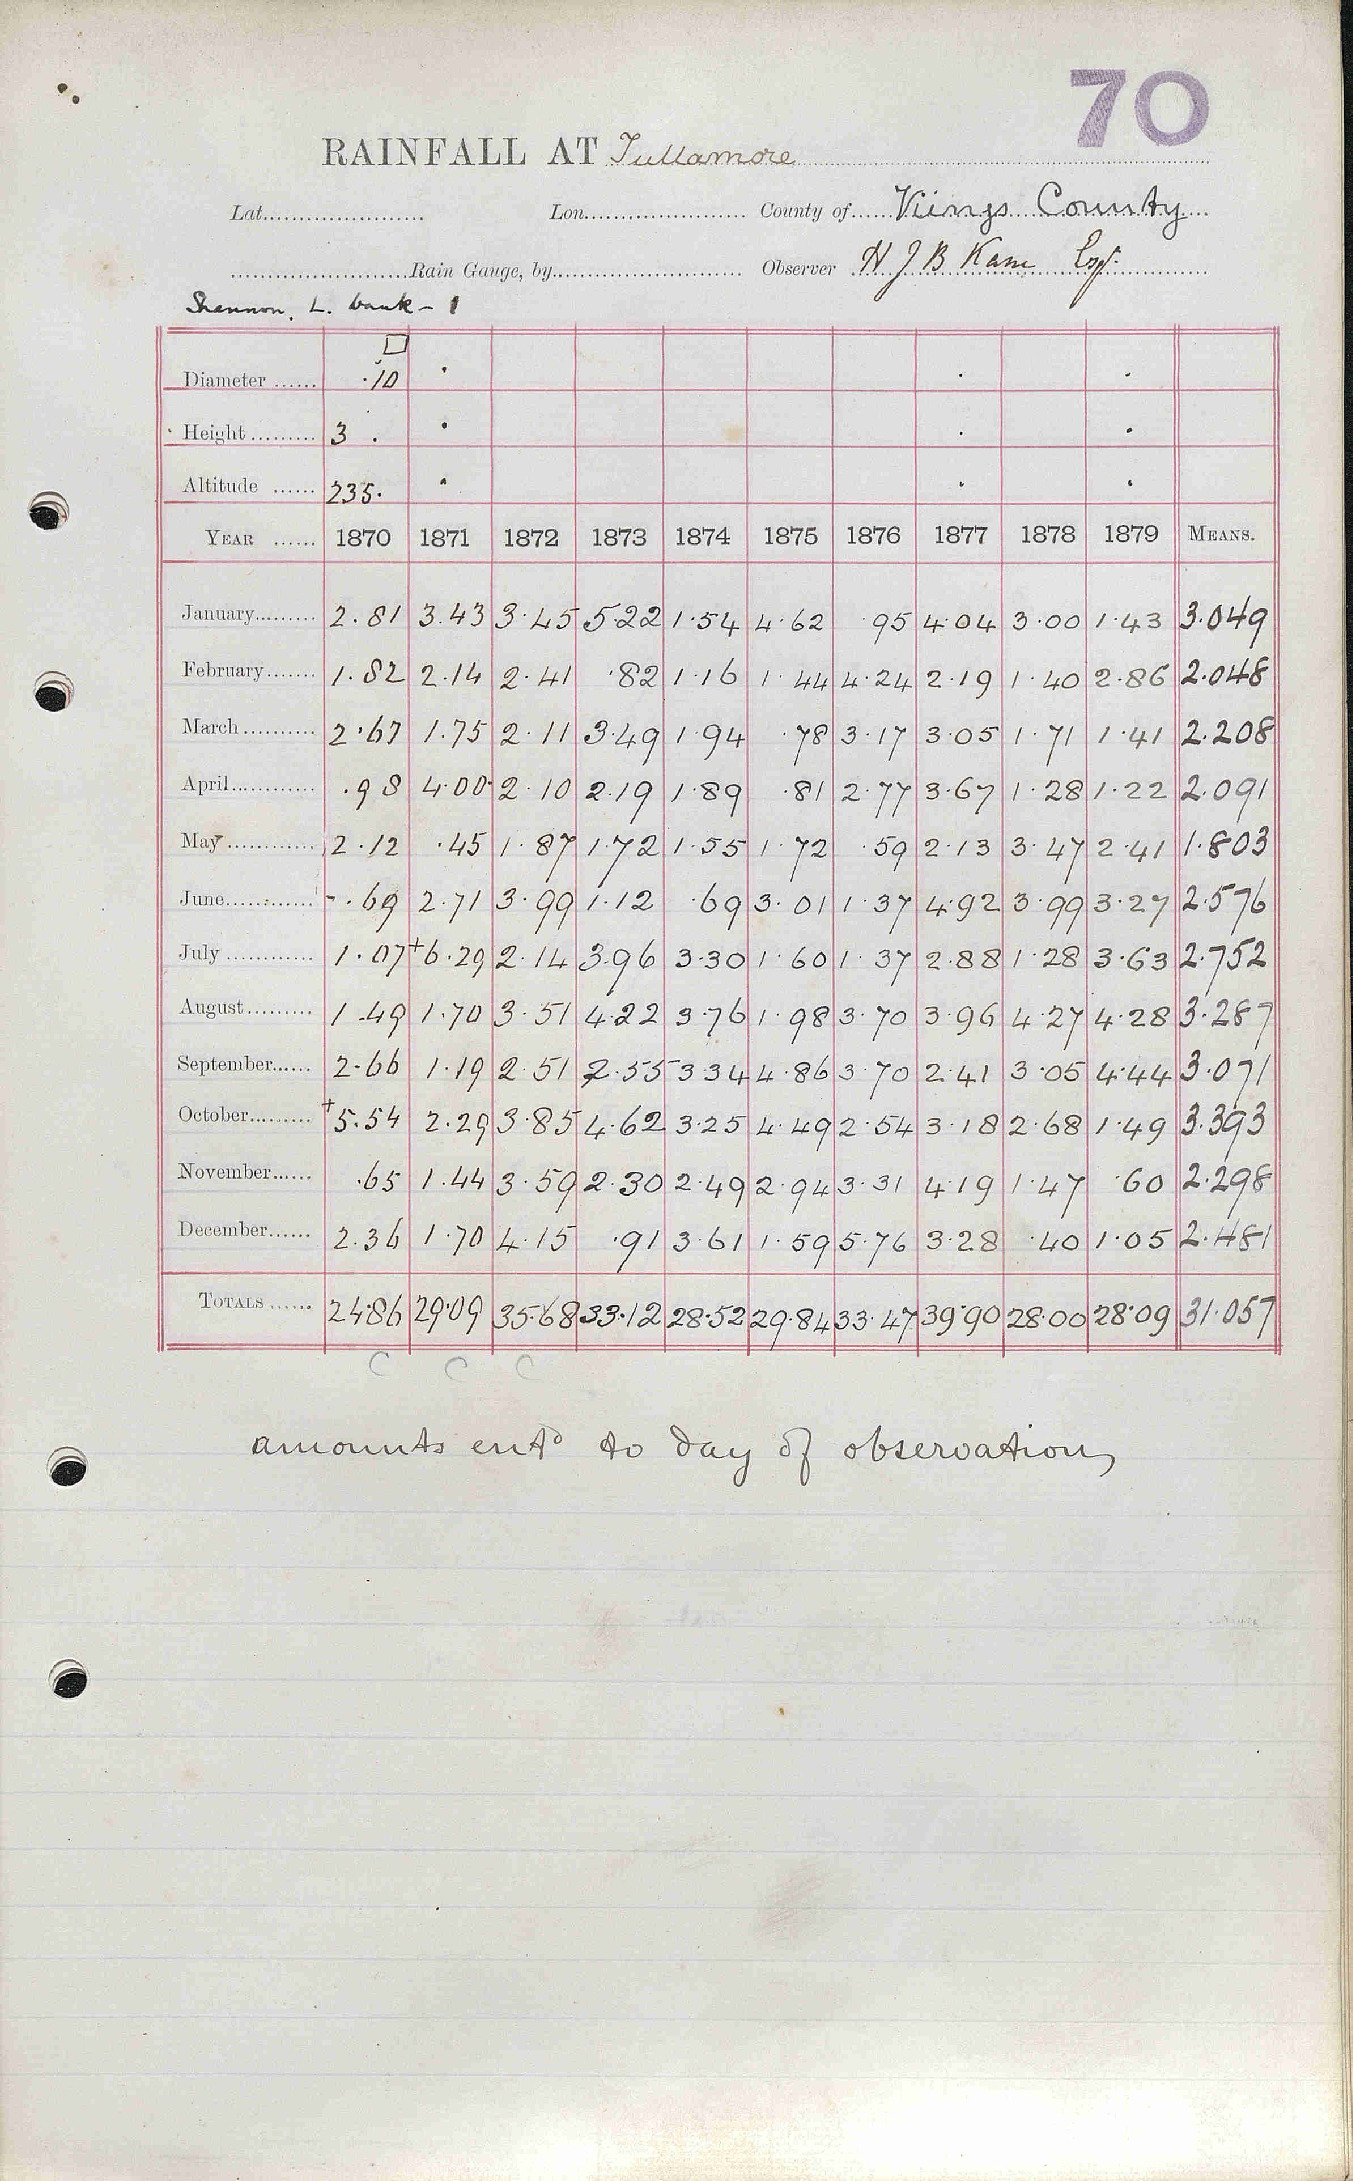 70
RAINFALL AT Tullamore
Lat. Lon. County of Kings County
Rain Gauge, by Observer H J B Kane Esq.
Shannon. L. bank - 1
Diameter ...... ·10
Height ......... 3 .
Altitude ...... 235.
YEAR ...... 1870 1871 1872 1873 1874 1875 1876 1877 1878 1879 MEANS.
January......... 2.81 3.43 3.45 5.22 1.54 4.62 .95 4.04 3.00 1.43 3.049
February....... 1.82 2.14 2.41 .82 1.16 1.44 4.24 2.19 1.40 2.86 2.048
March.......... 2.67 1.75 2.11 3.49 1.94 .78 3.17 3.05 1.71 1.41 2.208
April............ .98 4.00 2.10 2.19 1.89 .81 2.77 3.67 1.28 1.22 2.091
May............. 2.12 .45 1.87 1.72 1.55 1.72 .59 2.13 3.47 2.41 1.803
June............. .69 2.71 3.99 1.12 .69 3.01 1.37 4.92 3.99 3.27 2.576
July............. 1.07 +6.29 2.14 3.96 3.30 1.60 1.37 2.88 1.28 3.63 2.752
August......... 1.49 1.70 3.51 4.22 3.76 1.98 3.70 3.96 4.27 4.28 3.287
September...... 2.66 1.19 2.51 2.55 3.34 4.86 3.70 2.41 3.05 4.44 3.071
October......... +5.54 2.29 3.85 4.62 3.25 4.49 2.54 3.18 2.68 1.49 3.393
November...... .65 1.44 3.59 2.30 2.49 2.94 3.31 4.19 1.47 .60 2.298
December...... 2.36 1.70 4.15 .91 3.61 1.59 5.76 3.28 .40 1.05 2.481
TOTALS ...... 24.86 29.09 35.68 33.12 28.52 29.84 33.47 39.90 28.00 28.09 31.057
C C C
amounts entd to day of observation